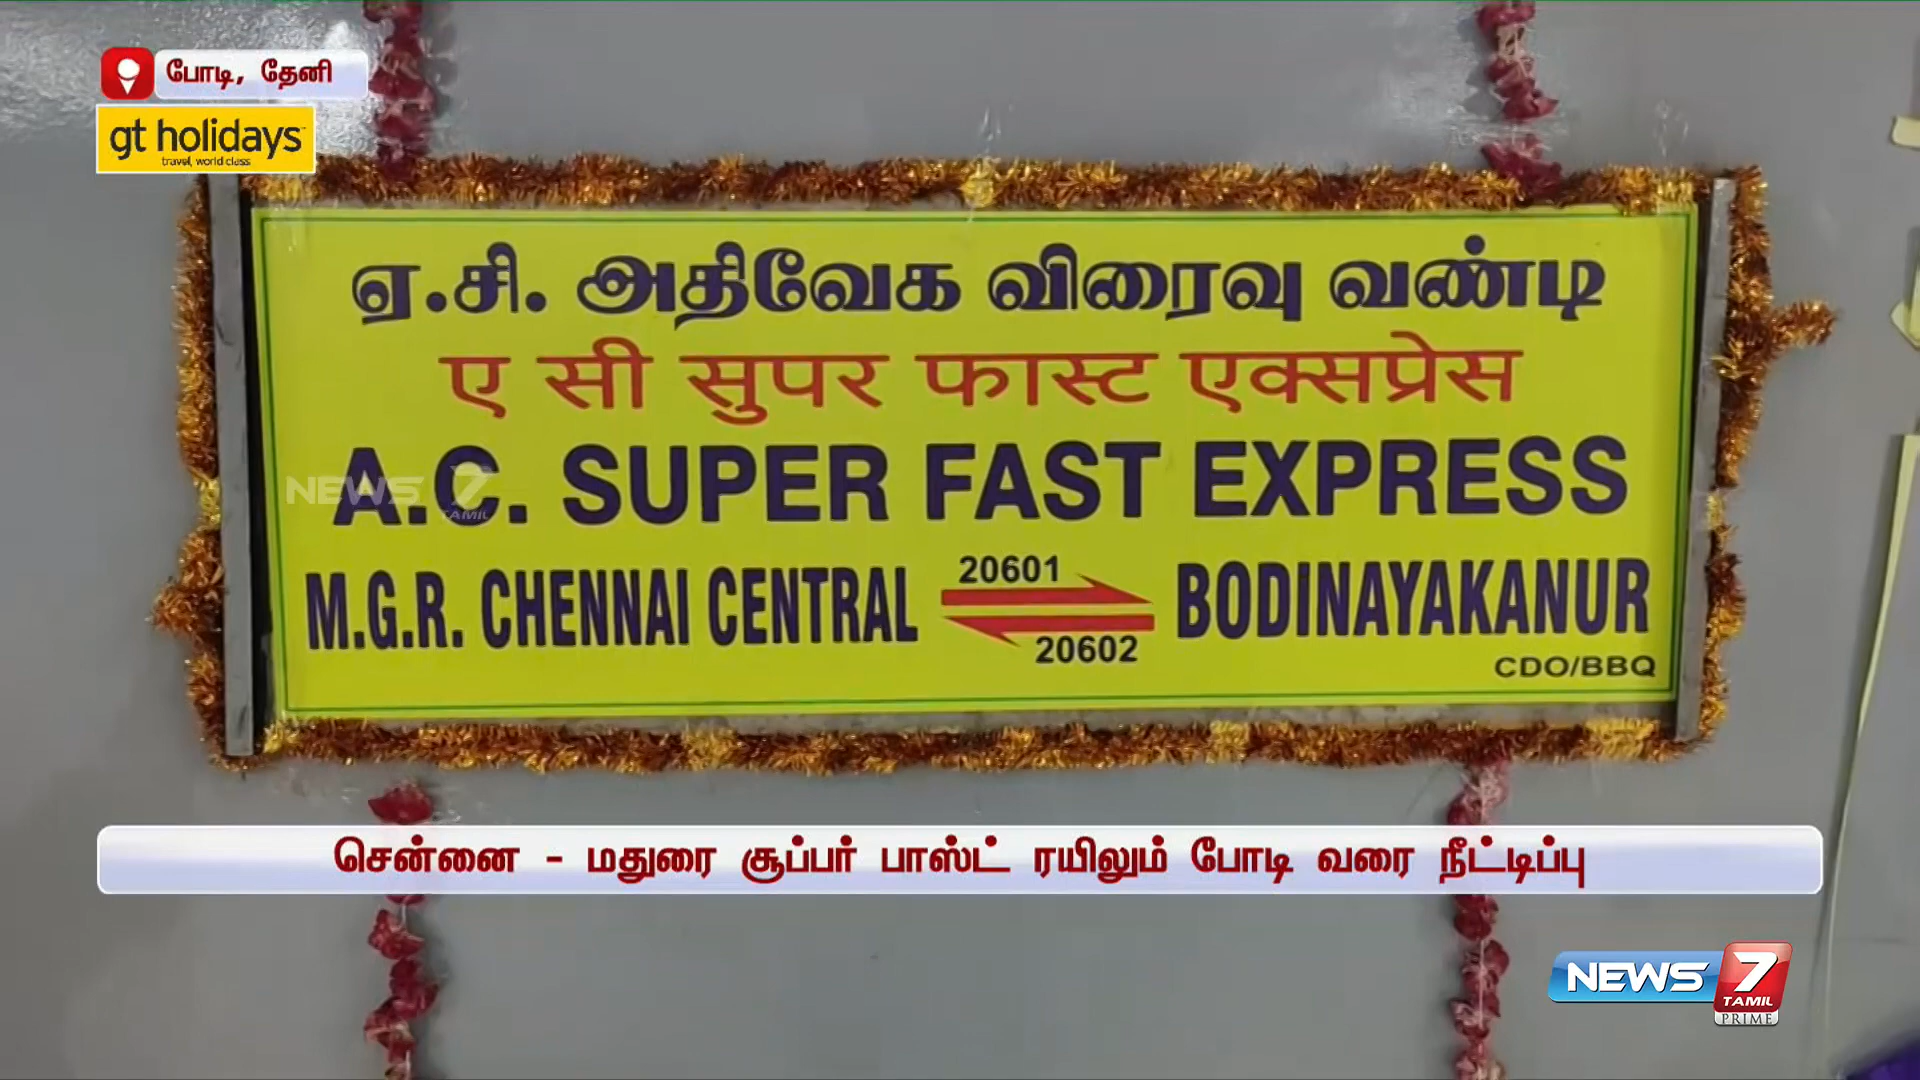 போடி, தேனி
gt holidays
travel, world class
ஏ.சி. அதிவேக விரைவு வண்டி
ए सी सुपर फास्ट एक्सप्रेस
A.C. SUPER FAST EXPRESS
NEWS 7
TAMIL
M.G.R. CHENNAI CENTRAL 20601 BODINAYAKANUR
20602
CDO/BBQ
சென்னை - மதுரை சூப்பர் பாஸ்ட் ரயிலும் போடி வரை நீட்டிப்பு
NEWS 7
TAMIL
PRIME